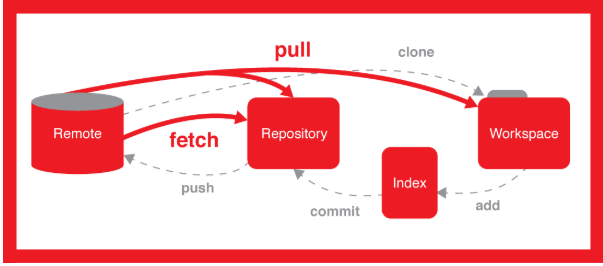 pull
clone
Remote
fetch
Repository
Workspace
push
Index
commit
add